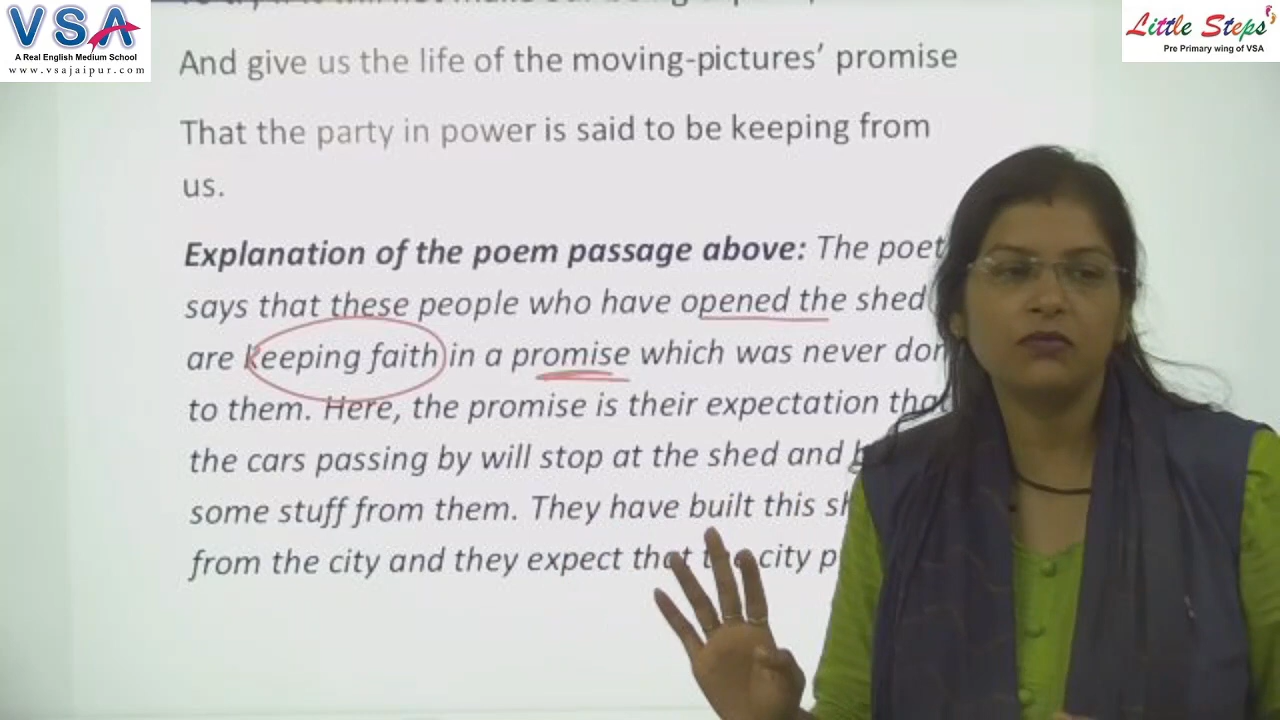 VSA
A Real English Medium School
www.vsajaipur.com
Little Steps
Pre Primary wing of VSA
And give us the life of the moving-pictures’ promise
That the party in power is said to be keeping from
us.
Explanation of the poem passage above: The poet
says that these people who have opened the shed
are keeping faith in a promise which was never
to them. Here, the promise is their expectation that
the cars passing by will stop at the shed and
some stuff from them. They have built this
from the city and they expect that the city